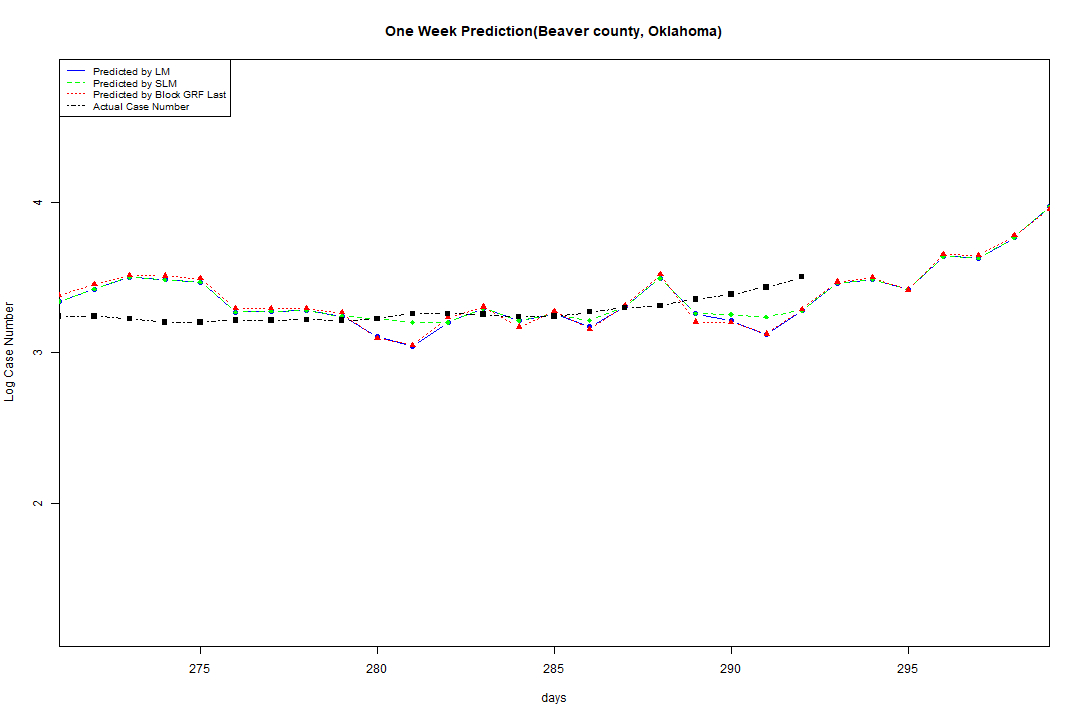 One Week Prediction(Beaver county, Oklahoma)
Predicted by LM
Predicted by SLM
Predicted by Block GRF Last
Actual Case Number
4
3
2
Log Case Number
275 280 285 290 295
days